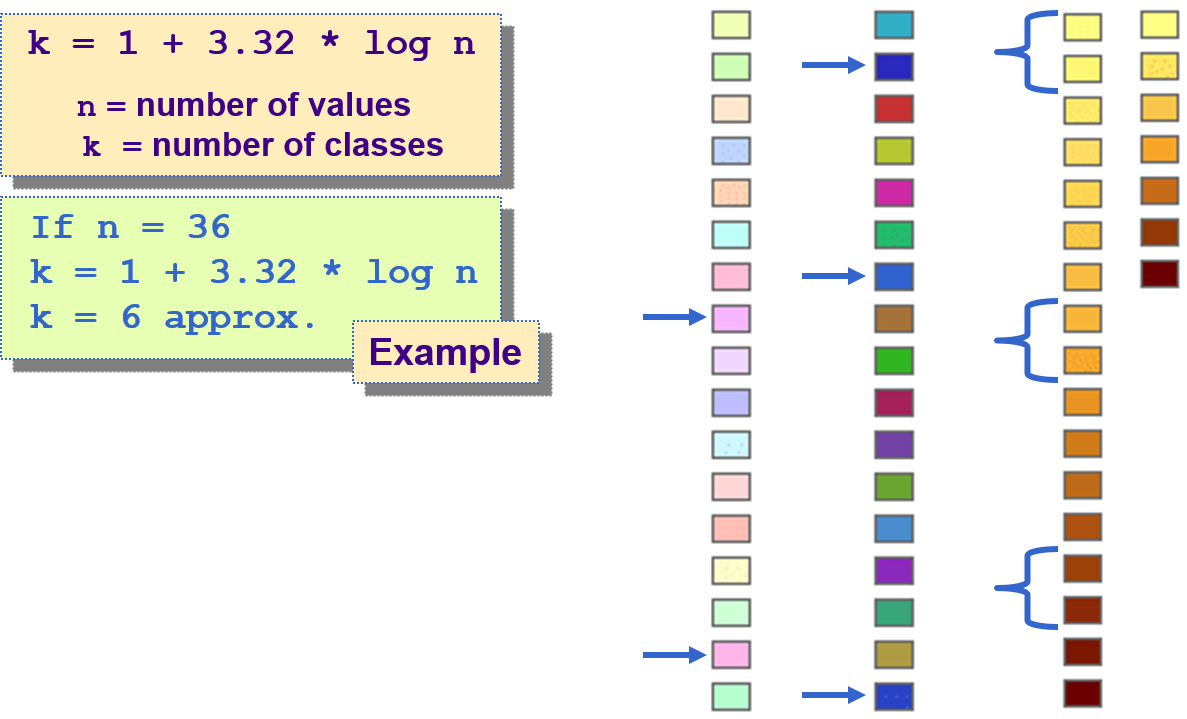 k = 1 + 3.32 * log n
n = number of values
k = number of classes
If n = 36
k = 1 + 3.32 * log n
k = 6 approx.
Example